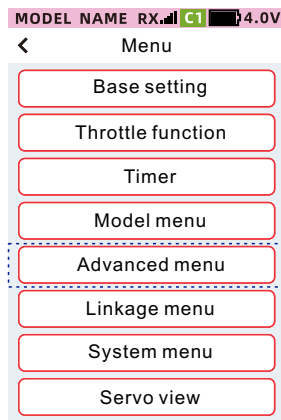 MODEL NAME RX C1 4.0V
Menu
Base setting
Throttle function
Timer
Model menu
Advanced menu
Linkage menu
System menu
Servo view